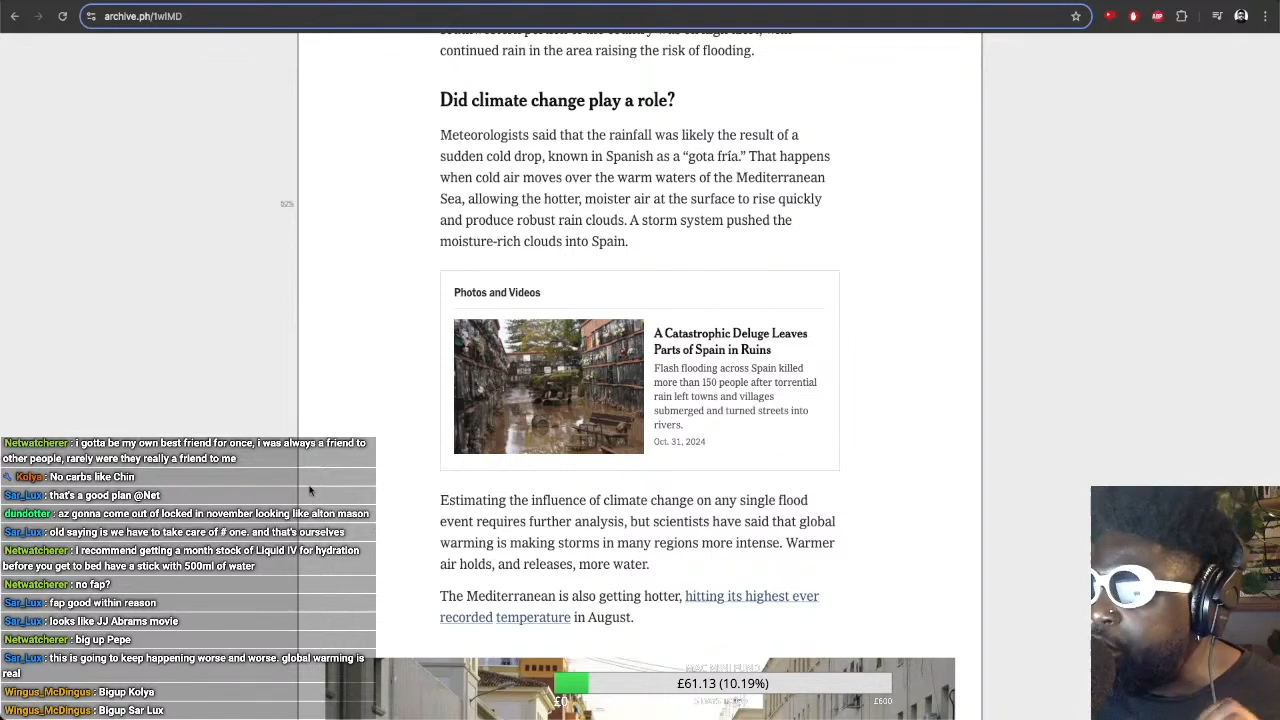 archive.ph/1wIMD
ABP
continued rain in the area raising the risk of flooding.
Did climate change play a role?
Meteorologists said that the rainfall was likely the result of a
sudden cold drop, known in Spanish as a “gota fría.” That happens
when cold air moves over the warm waters of the Mediterranean
Sea, allowing the hotter, moister air at the surface to rise quickly
and produce robust rain clouds. A storm system pushed the
moisture-rich clouds into Spain.
Photos and Videos
A Catastrophic Deluge Leaves
Parts of Spain in Ruins
Flash flooding across Spain killed
more than 150 people after torrential
rain left towns and villages
submerged and turned streets into
rivers.
Oct. 31, 2024
Estimating the influence of climate change on any single flood
event requires further analysis, but scientists have said that global
warming is making storms in many regions more intense. Warmer
air holds, and releases, more water.
The Mediterranean is also getting hotter, hitting its highest ever
recorded temperature in August.
Netwatcherer : i gotta be my own best friend for once, i was always a friend to
other people, rarely were they really a friend to me
Kolya : No carbs like Chin
Sar_Lux : that's a good plan @Net
dundotter : az gonna come out of locked in november looking like alton mason
Sar_Lux : old saying is we have to take care of # one. and that's ourselves
Netwatcherer : I recommend getting a month stock of Liquid IV for hydration
before you get to bed have a stick with 500ml of water
Netwatcherer : no fap?
Sar_Lux : fap good within reason
Sar_Lux : looks like JJ Abrams movie
Netwatcherer : big up Pepe
Sar_Lux : this is going to keep happening worse and worse. global warming is
real
Wingus_McDingus : Bigup Kolya
Wingus_McDingus : Bigup Sar Lux
MAC MINI FUND
£61.13 (10.19%)
£0
£600